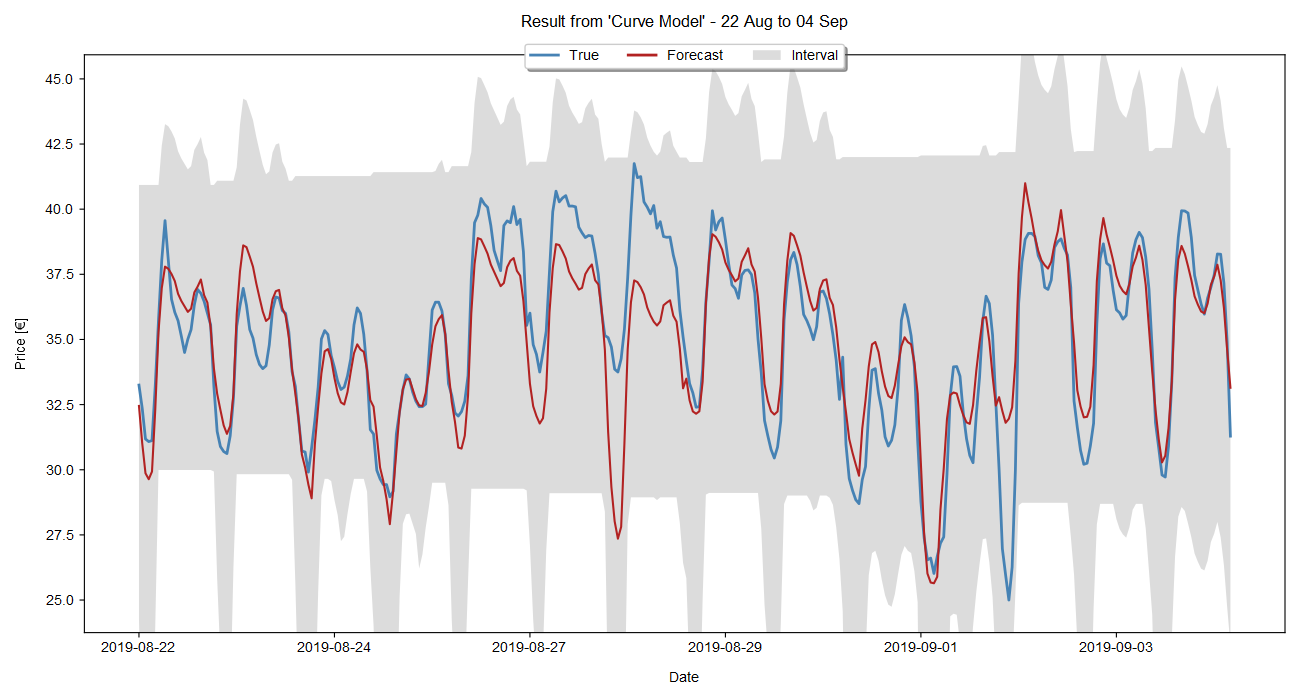 Result from 'Curve Model' - 22 Aug to 04 Sep
True Forecast Interval
45.0
42.5
40.0
37.5
35.0
32.5
30.0
27.5
25.0
Price [€]
2019-08-22 2019-08-24 2019-08-27 2019-08-29 2019-09-01 2019-09-03
Date